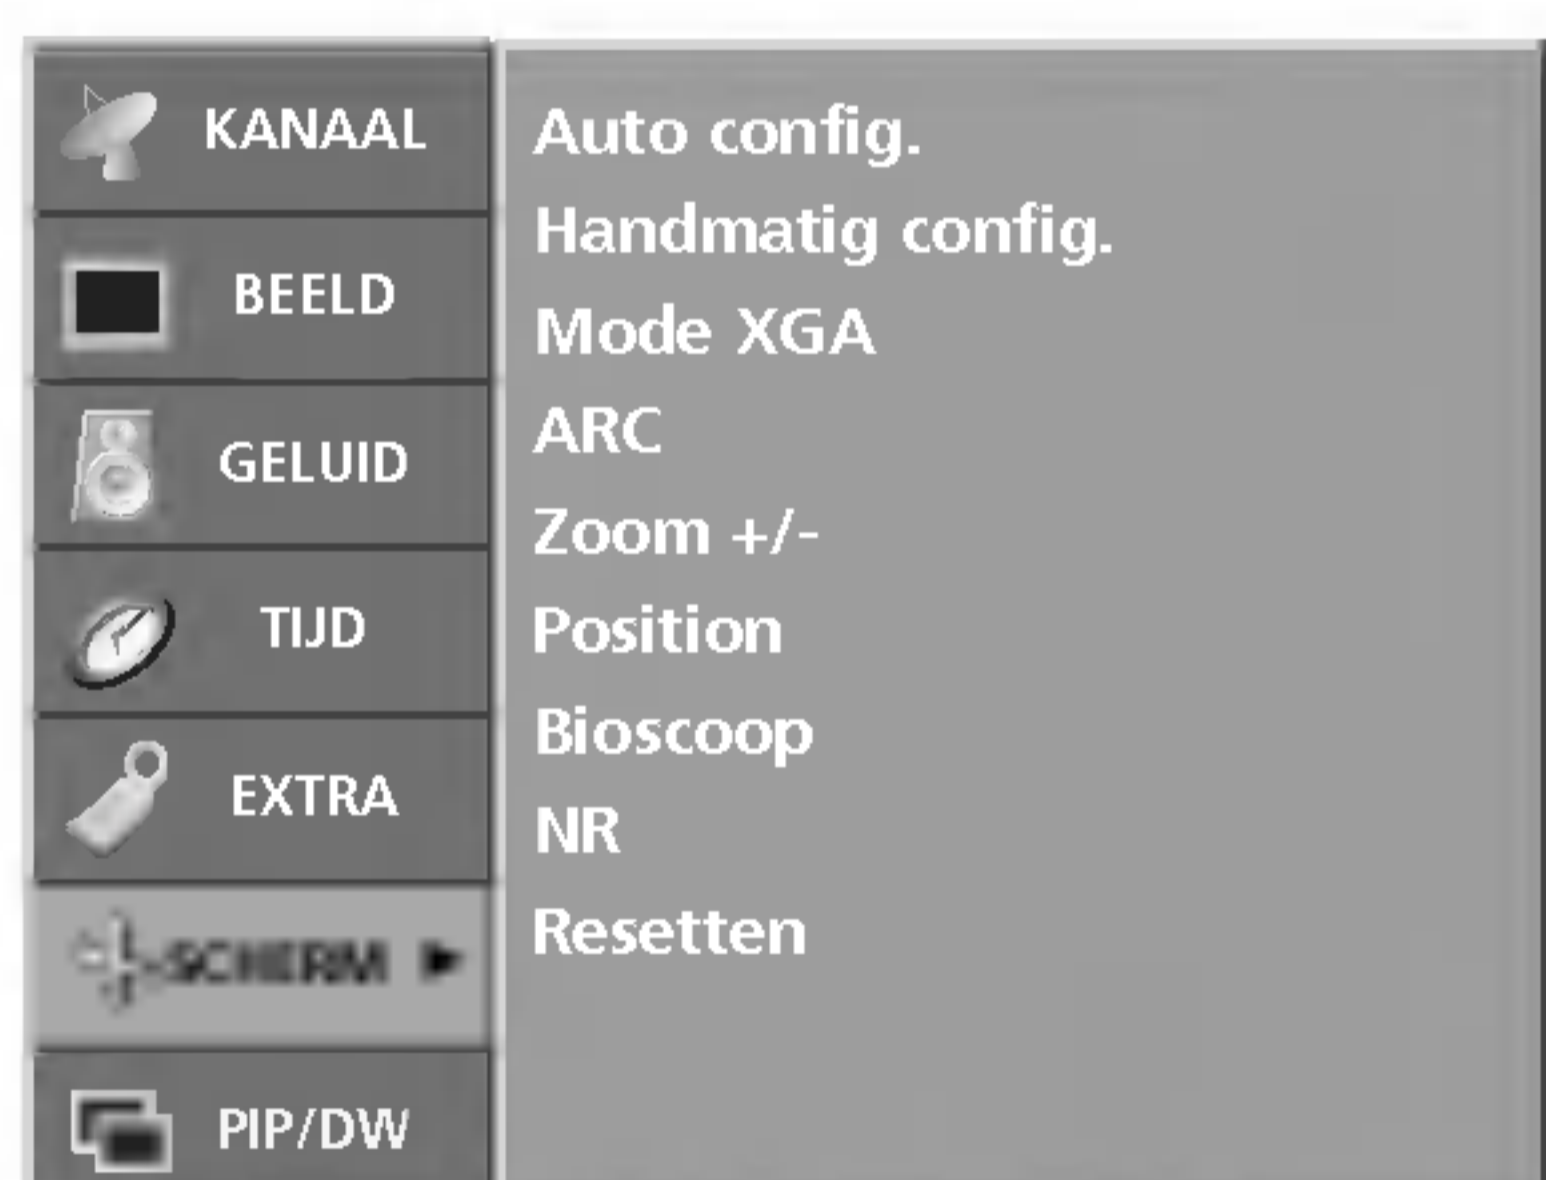 KANAAL
BEELD
GELUID
TIJD
EXTRA
SCHERM
PIP/DW
Auto config.
Handmatig config.
Mode XGA
ARC
Zoom +/-
Position
Bioscoop
NR
Resetten